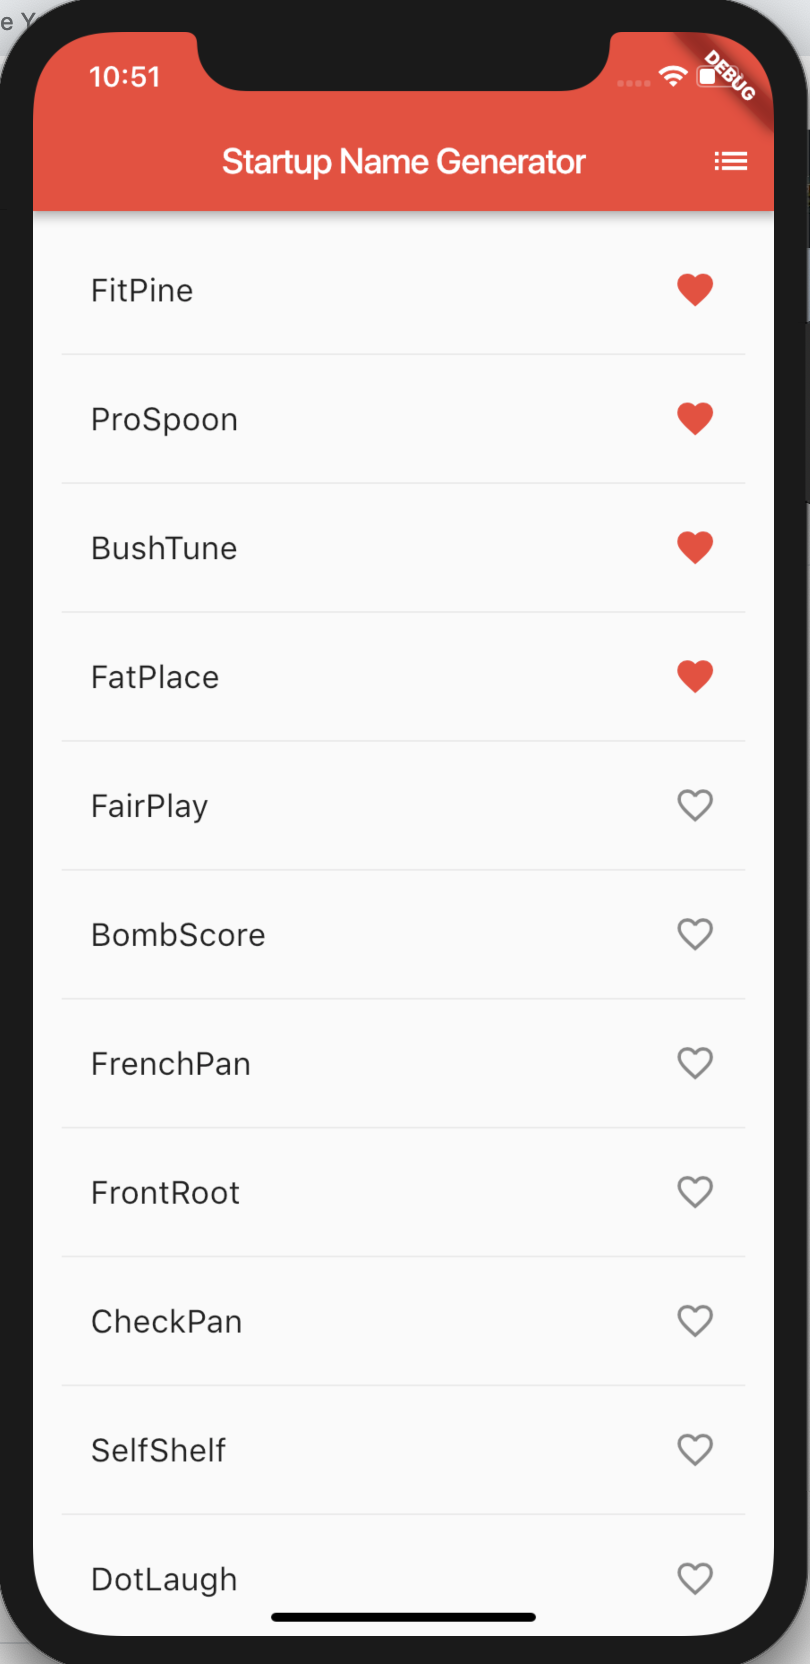 10:51
DEBUG
Startup Name Generator
FitPine
ProSpoon
BushTune
FatPlace
FairPlay
BombScore
FrenchPan
FrontRoot
CheckPan
SelfShelf
DotLaugh